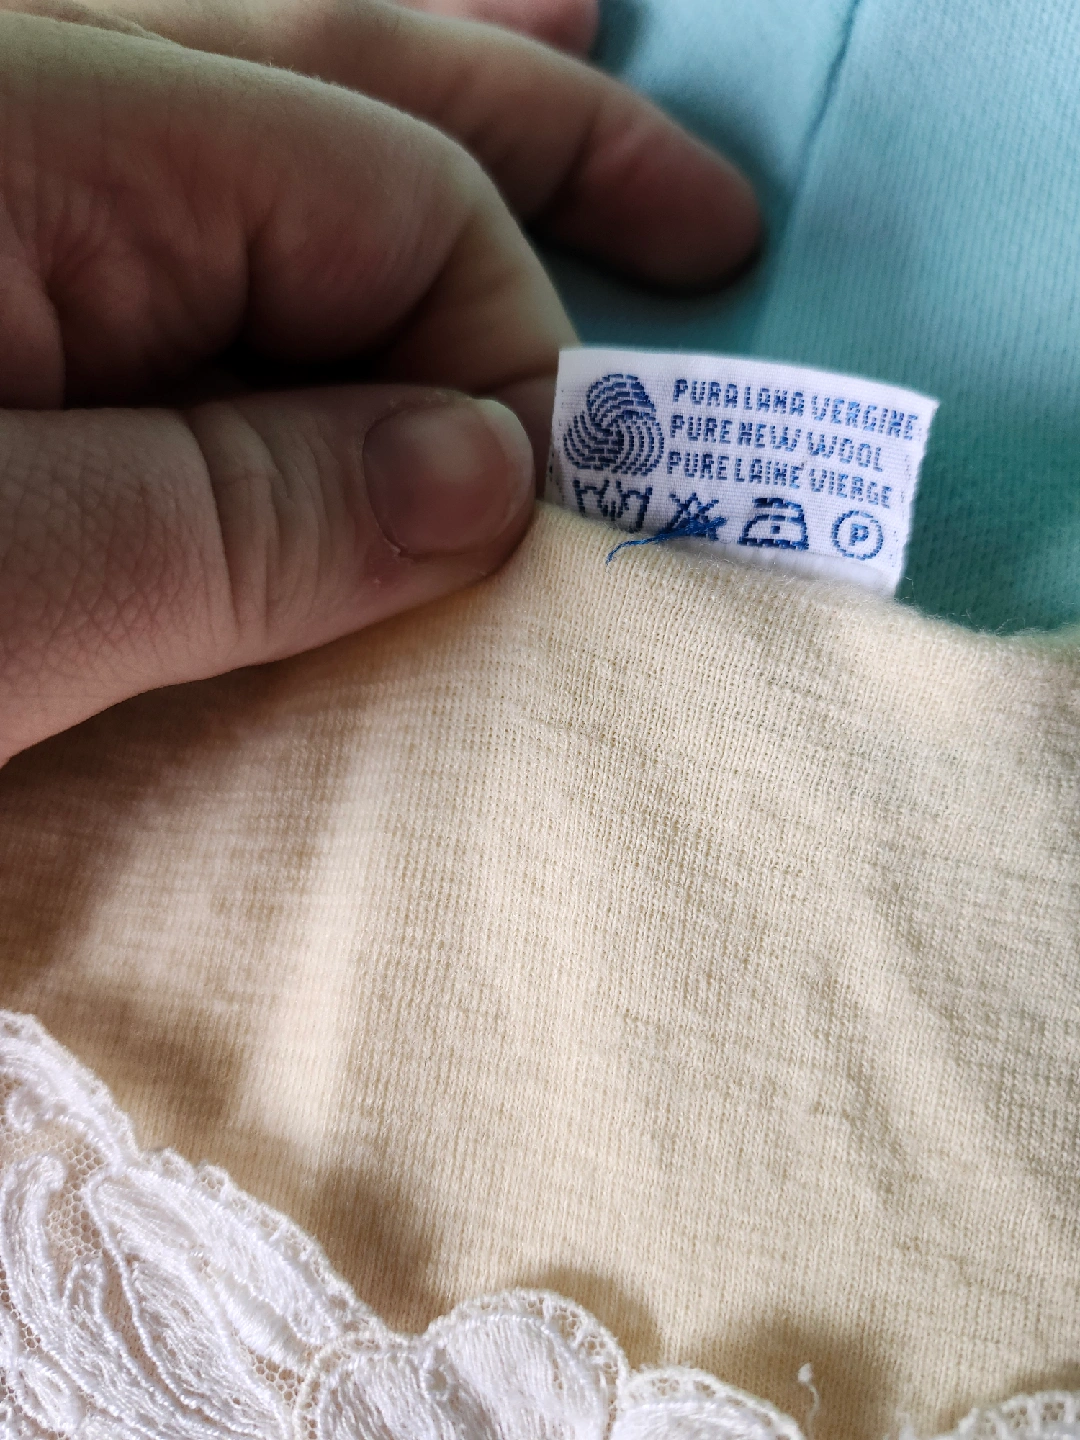 PURA LANA VERGINE
PURE NEW WOOL
PURE LAINE VIERGE
P